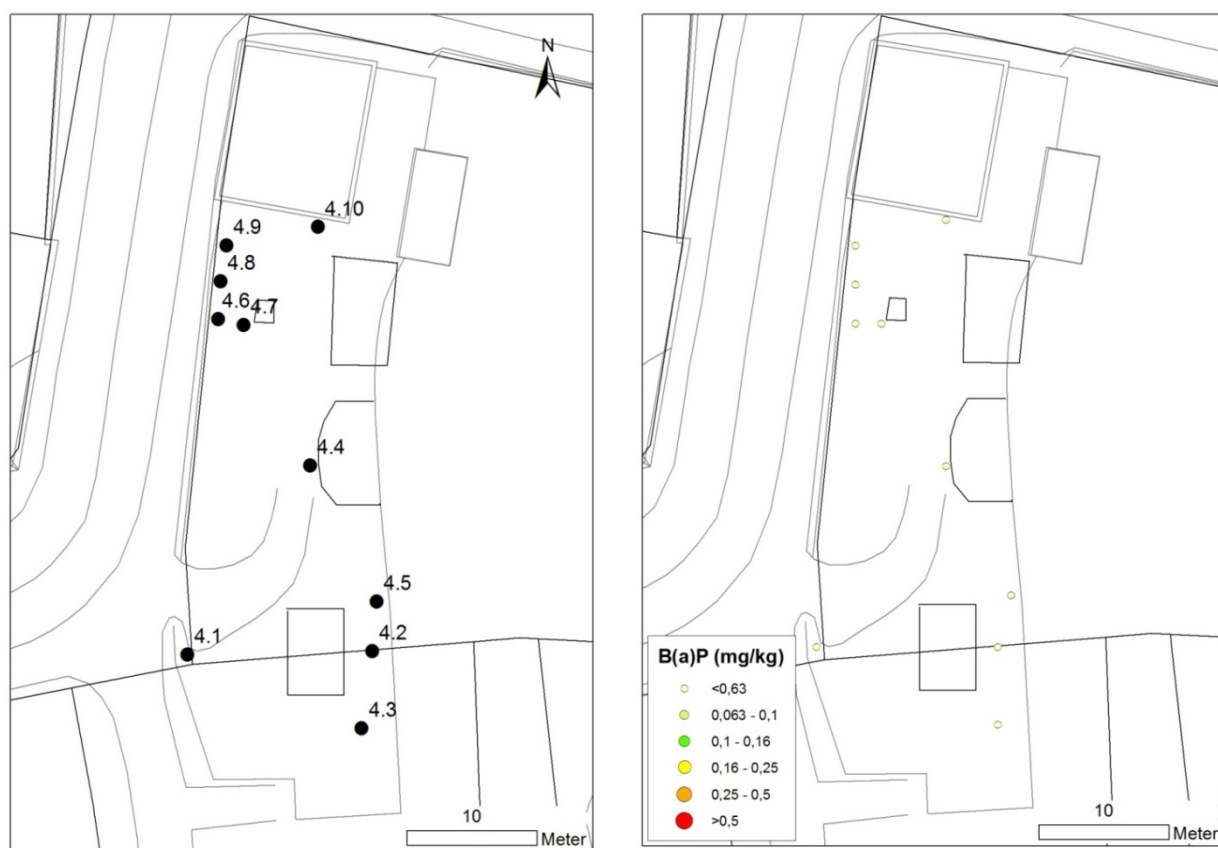 N
4.10
4.9
4.8
4.6
4.7
4.4
4.5
4.2
4.1
4.3
10
Meter
B(a)P (mg/kg)
<0,63
0,063 - 0,1
0,1 - 0,16
0,16 - 0,25
0,25 - 0,5
>0,5
10
Meter